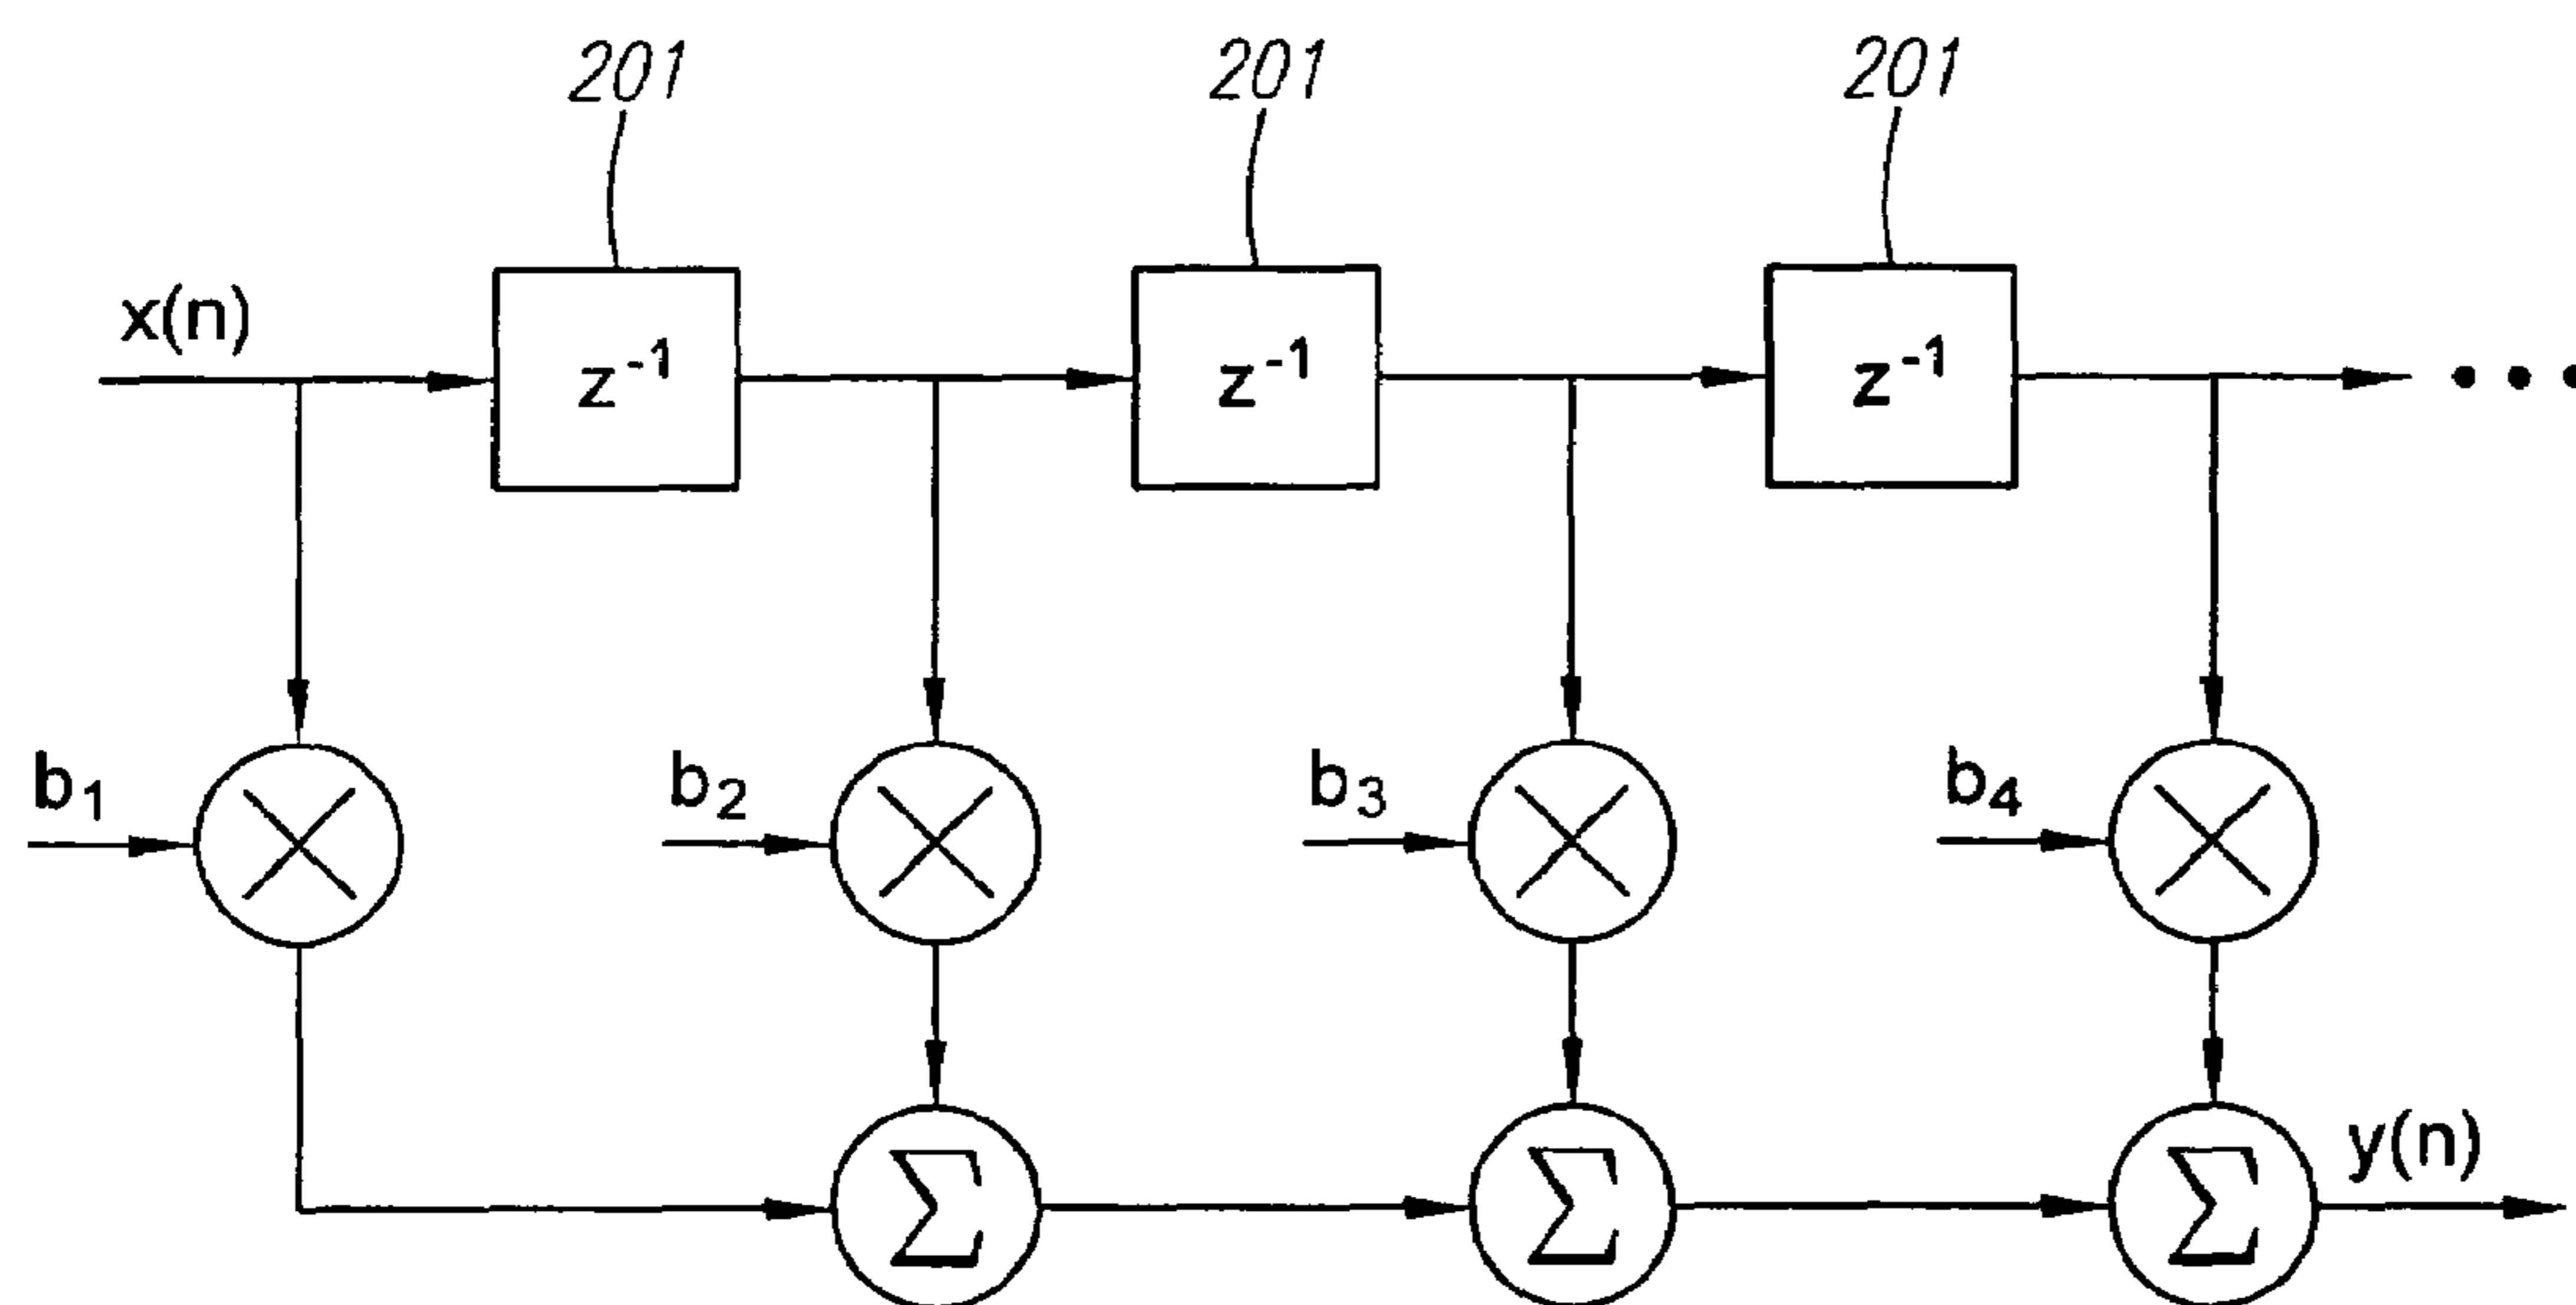 201 201 201
x(n)
z⁻¹ z⁻¹ z⁻¹ • • •
b₁ b₂ b₃ b₄
Σ Σ Σ y(n)